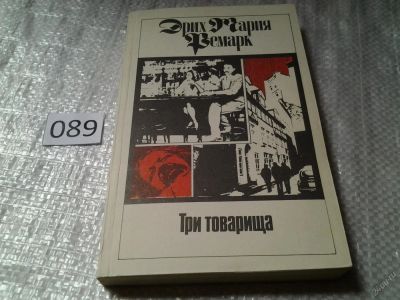 Эрих Мария
Ремарк
089
Три товарища